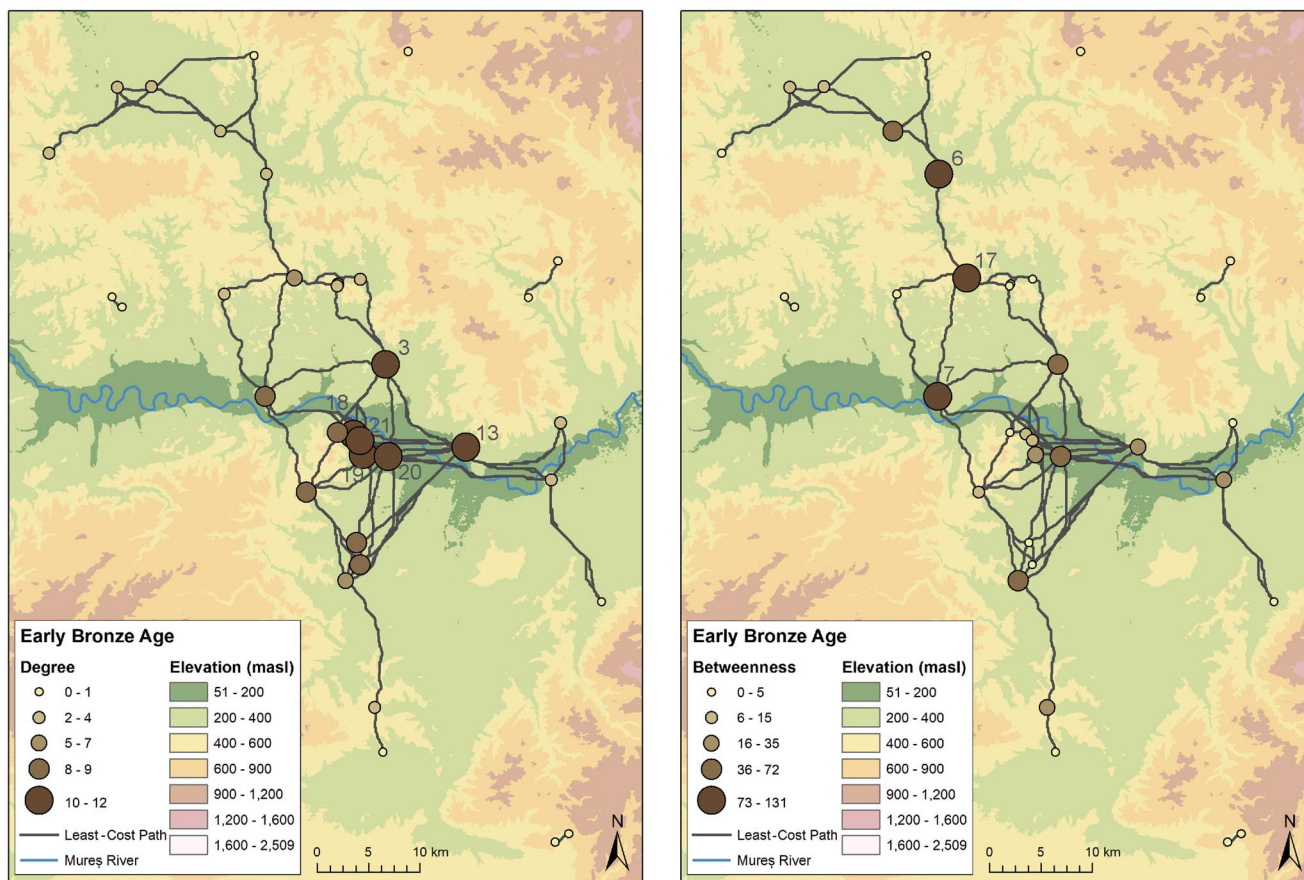 3
18
21
13
19
20
Early Bronze Age
Degree
Elevation (masl)
0 - 1
51 - 200
2 - 4
200 - 400
5 - 7
400 - 600
8 - 9
600 - 900
10 - 12
900 - 1,200
1,200 - 1,600
Least-Cost Path
1,600 - 2,509
Mureș River
0 5 10 km
N
6
17
7
Early Bronze Age
Betweenness
Elevation (masl)
0 - 5
51 - 200
6 - 15
200 - 400
16 - 35
400 - 600
36 - 72
600 - 900
73 - 131
900 - 1,200
1,200 - 1,600
Least-Cost Path
1,600 - 2,509
Mureș River
0 5 10 km
N